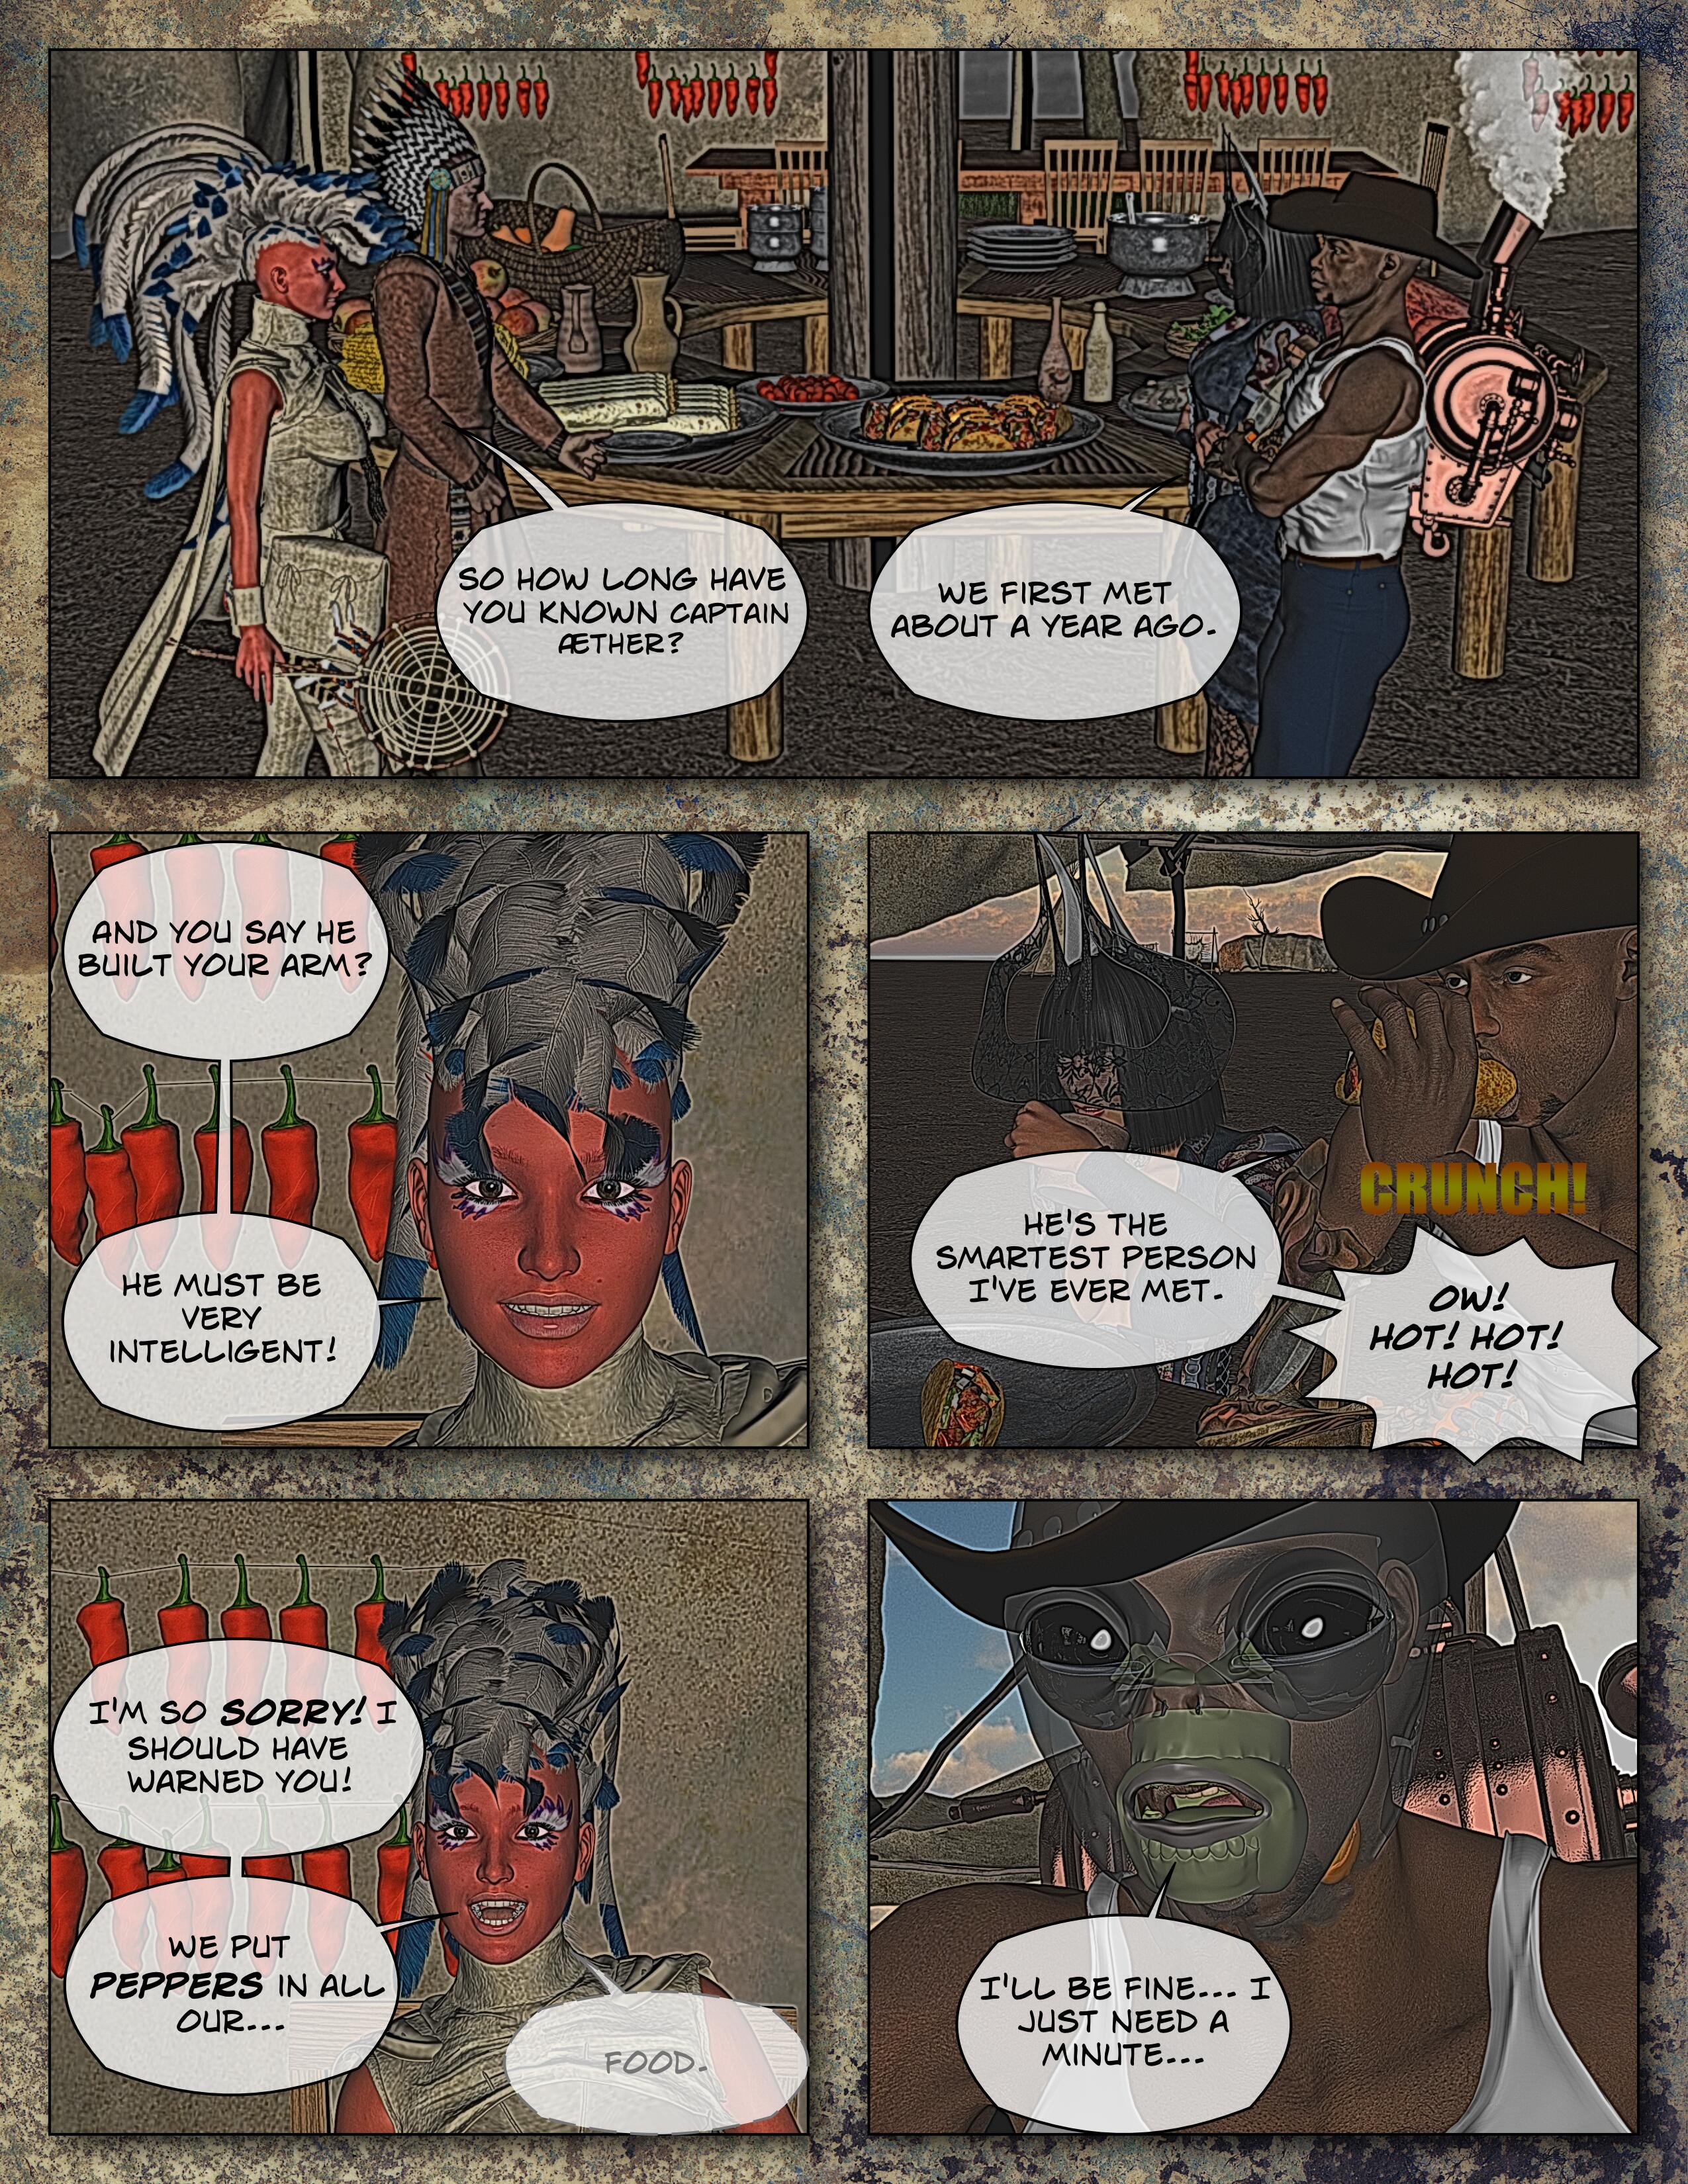 SO HOW LONG HAVE
YOU KNOWN CAPTAIN
ÆTHER?
WE FIRST MET
ABOUT A YEAR AGO.
AND YOU SAY HE
BUILT YOUR ARM?
HE MUST BE
VERY
INTELLIGENT!
HE'S THE
SMARTEST PERSON
I'VE EVER MET.
CRUNCH!
OW!
HOT! HOT!
HOT!
I'M SO SORRY! I
SHOULD HAVE
WARNED YOU!
WE PUT
PEPPERS IN ALL
OUR...
FOOD.
I'LL BE FINE... I
JUST NEED A
MINUTE...